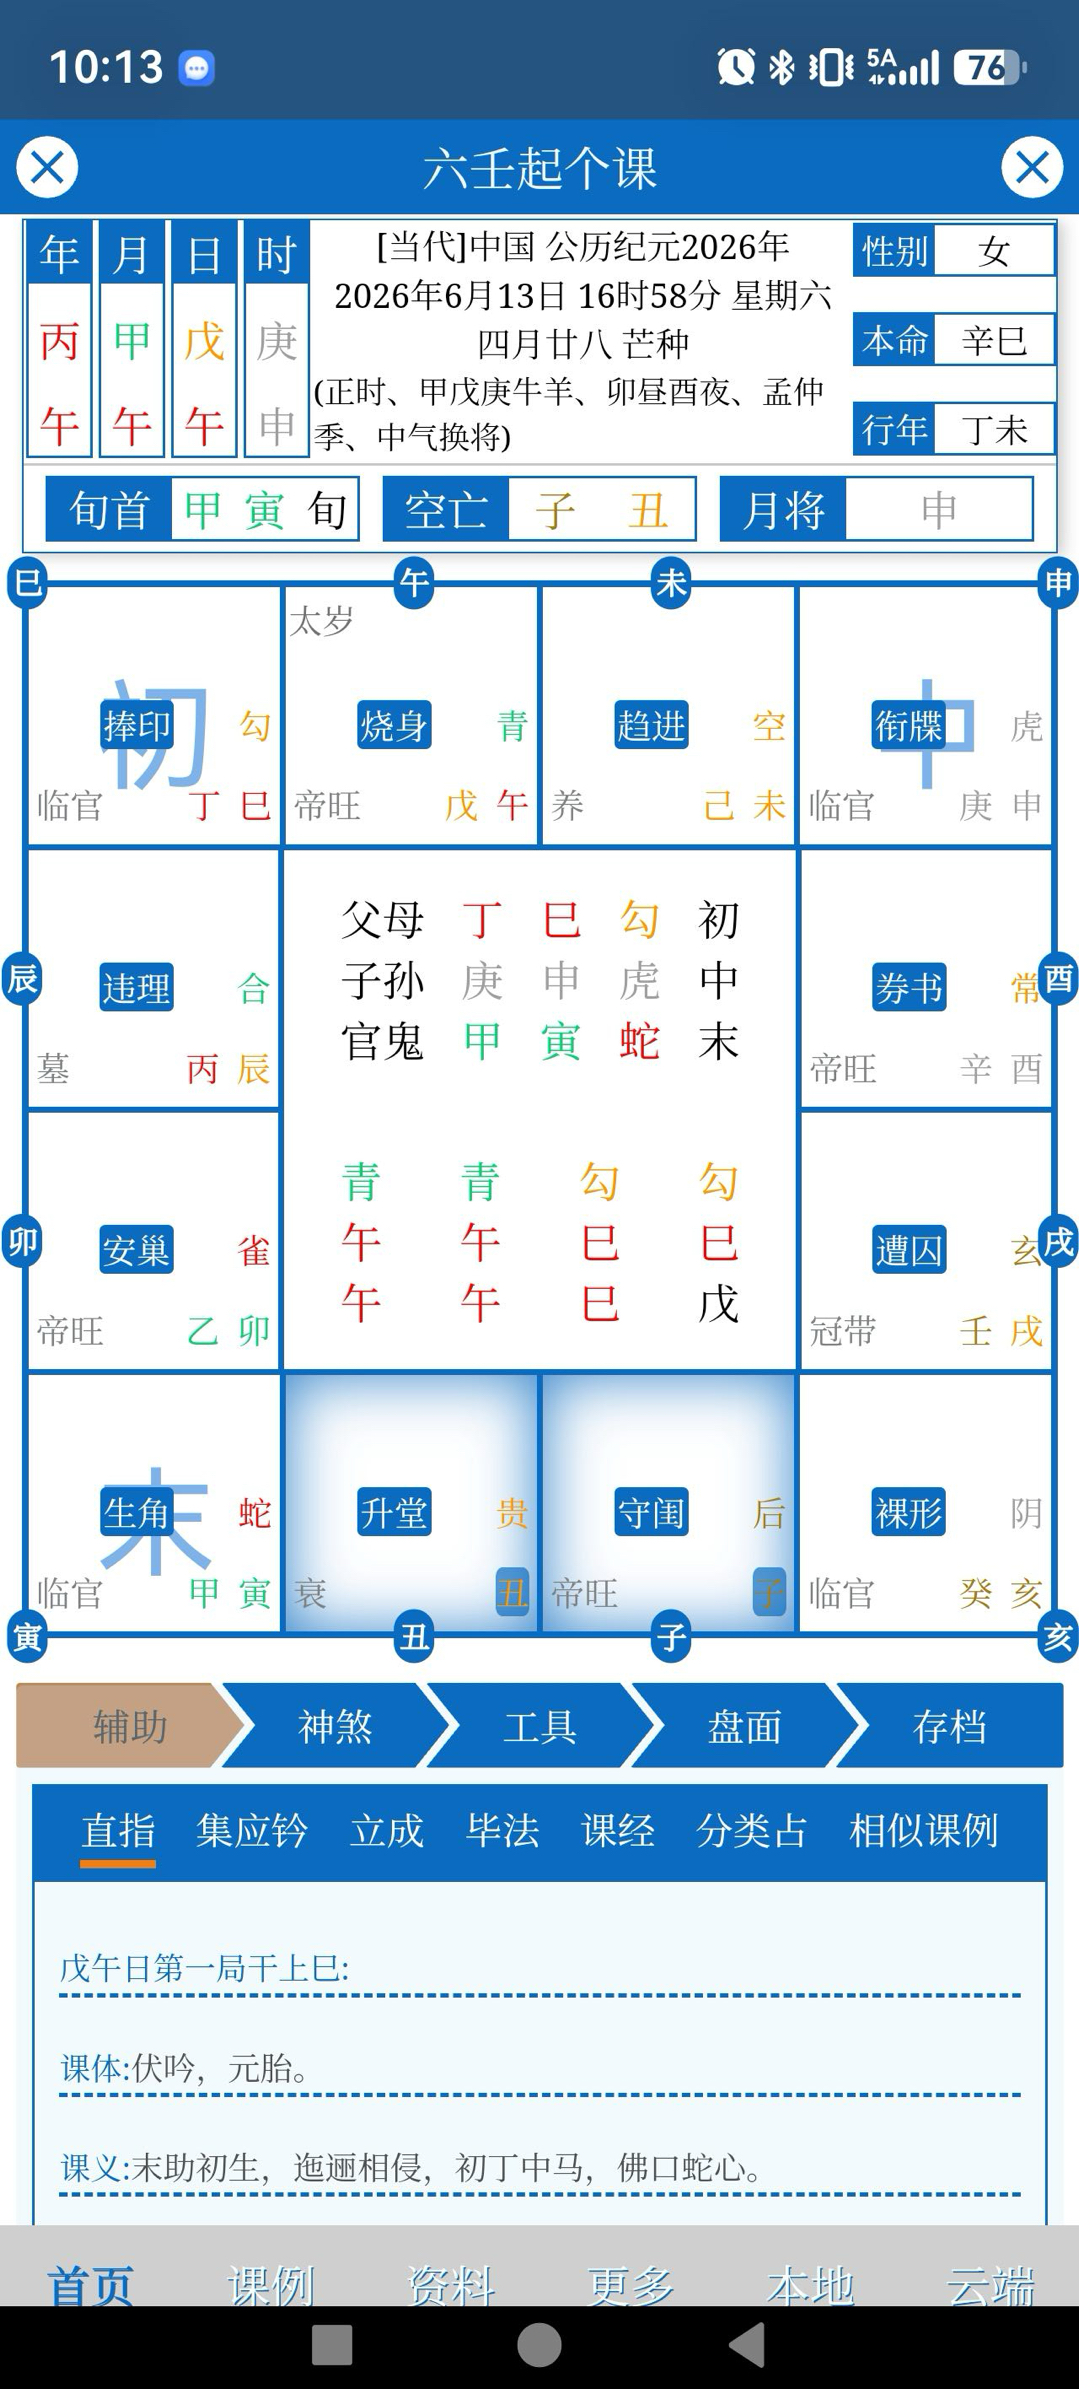 10:13
5A
76
六壬起个课
年 月 日 时
丙 甲 戊 庚
午 午 午 申
[当代]中国 公历纪元2026年
2026年6月13日 16时58分 星期六
四月廿八 芒种
(正时、甲戊庚牛羊、卯昼酉夜、孟仲
季、中气换将)
性别 女
本命 辛巳
行年 丁未
旬首 甲 寅 旬
空亡 子 丑
月将 申
巳 午 未 申
太岁
初 捧印 勾
临官 丁 巳
烧身 青
帝旺 戊 午
趋进 空
养 己 未
中 衔牒 虎
临官 庚 申
辰
违理 合
墓 丙 辰
父母 丁 巳 勾 初
子孙 庚 申 虎 中
官鬼 甲 寅 蛇 末
酉
券书 常
帝旺 辛 酉
卯
安巢 雀
帝旺 乙 卯
青 青 勾 勾
午 午 巳 巳
午 午 巳 戊
戌
遭囚 玄
冠带 壬 戌
末 生角 蛇
临官 甲 寅
升堂 贵
衰 丑
守闺 后
帝旺 子
裸形 阴
临官 癸 亥
寅 丑 子 亥
辅助 神煞 工具 盘面 存档
直指 集应钤 立成 毕法 课经 分类占 相似课例
戊午日第一局干上巳:
课体:伏吟，元胎。
课义:末助初生，迤逦相侵，初丁中马，佛口蛇心。
首页 课例 资料 更多 本地 云端